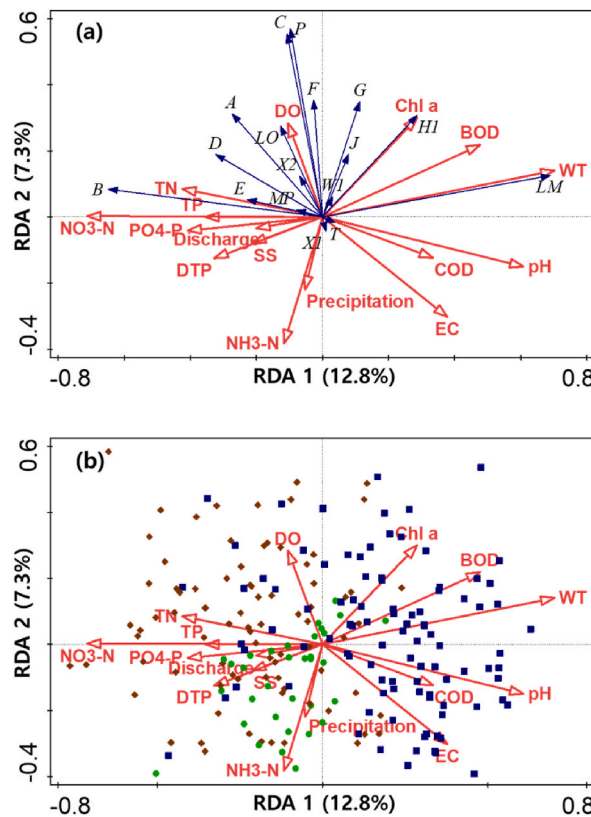 0.6
(a)
C
P
F
G
A
DO
Chl a
H1
LO
J
BOD
D
X2
WT
W1
LM
B
TN
E
MP
TP
NO3-N
PO4-P
Discharge
X1
T
DTP
SS
COD
pH
Precipitation
EC
NH3-N
RDA 2 (7.3%)
-0.4
-0.8
RDA 1 (12.8%)
0.8
0.6
(b)
DO
Chl a
BOD
WT
TN
TP
NO3-N
PO4-P
Discharge
DTP
SS
COD
pH
Precipitation
EC
NH3-N
RDA 2 (7.3%)
-0.4
-0.8
RDA 1 (12.8%)
0.8